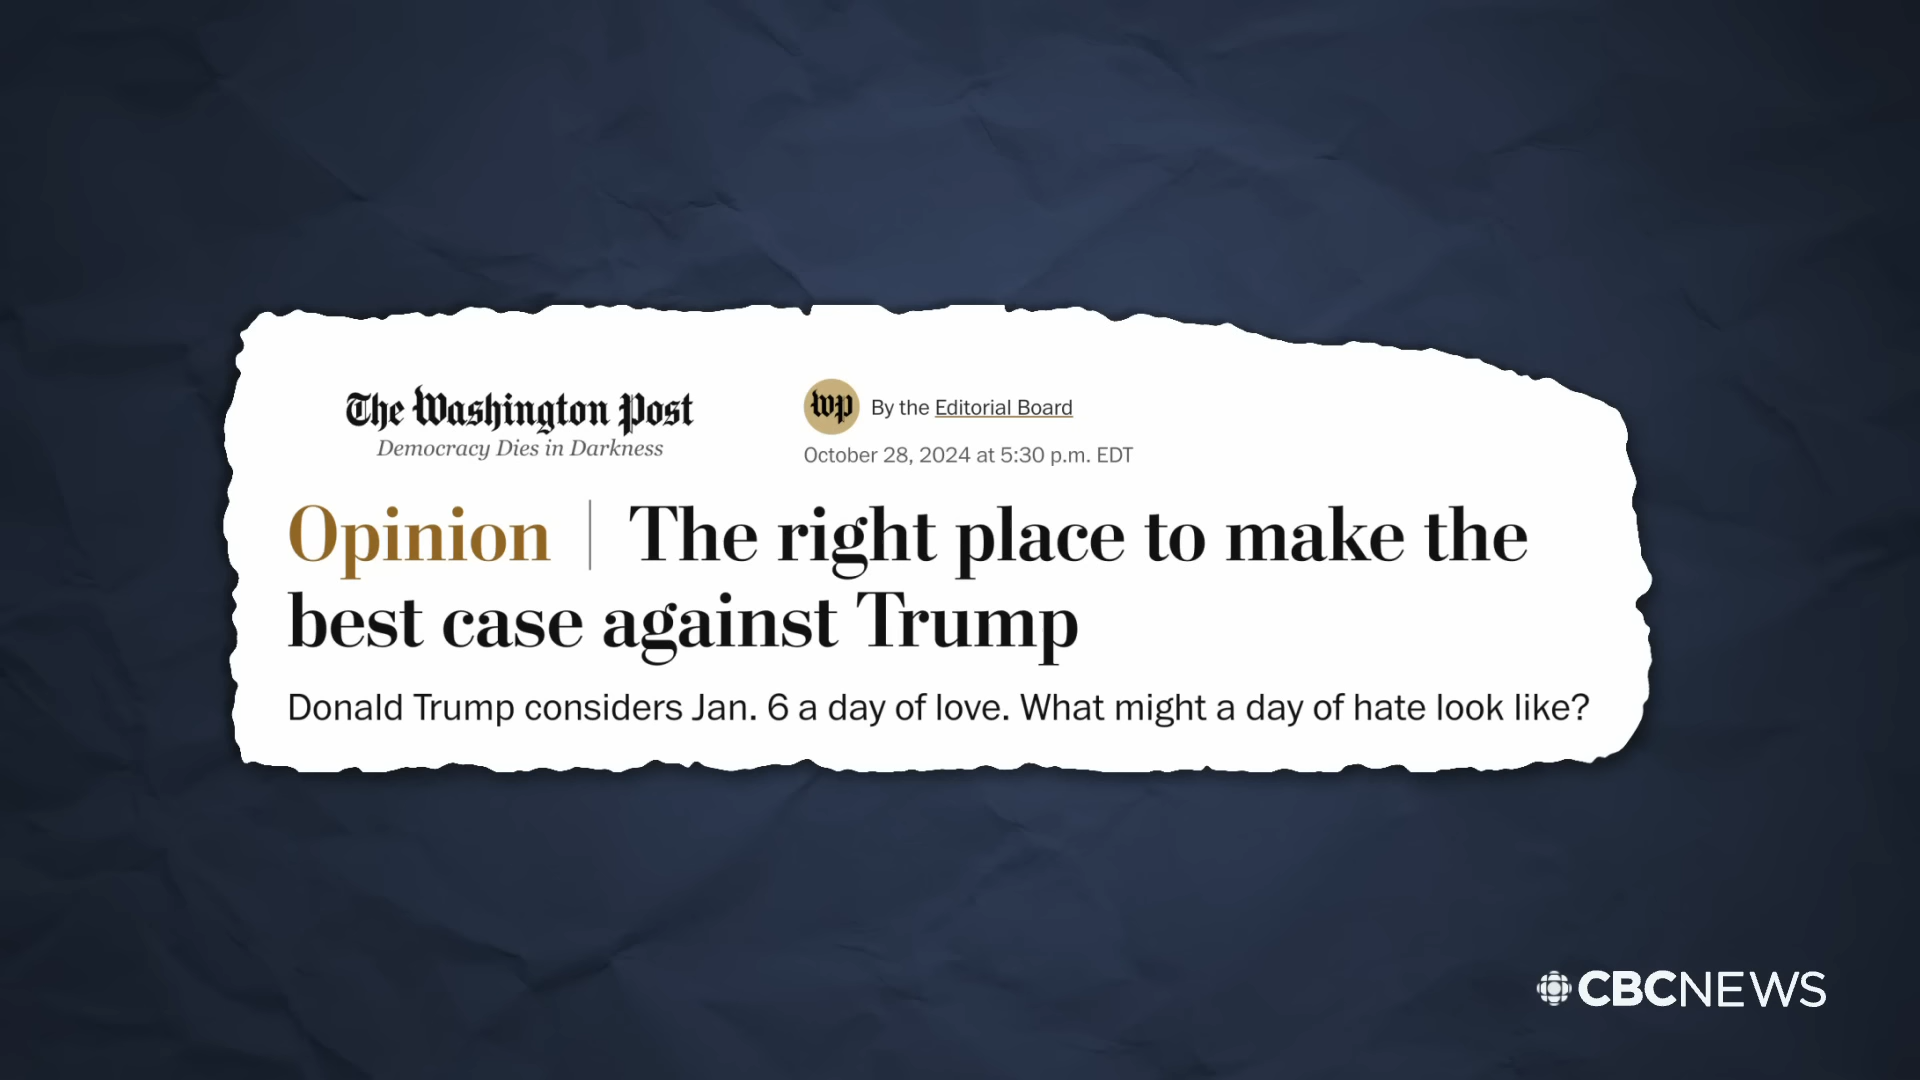 The Washington Post
Democracy Dies in Darkness
wp
By the Editorial Board
October 28, 2024 at 5:30 p.m. EDT
Opinion | The right place to make the
best case against Trump
Donald Trump considers Jan. 6 a day of love. What might a day of hate look like?
CBCNEWS